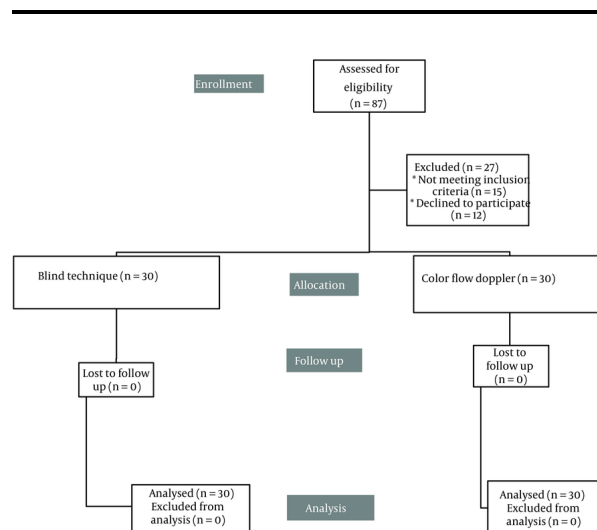 Enrollment
Assessed for
eligibility
(n = 87)
Excluded (n = 27)
* Not meeting inclusion
criteria (n = 15)
* Declined to participate
(n = 12)
Blind technique (n = 30)
Allocation
Color flow doppler (n = 30)
Lost to follow
up (n = 0)
Follow up
Lost to
follow up
(n = 0)
Analysed (n = 30)
Excluded from
analysis (n = 0)
Analysis
Analysed (n = 30)
Excluded from
analysis (n = 0)